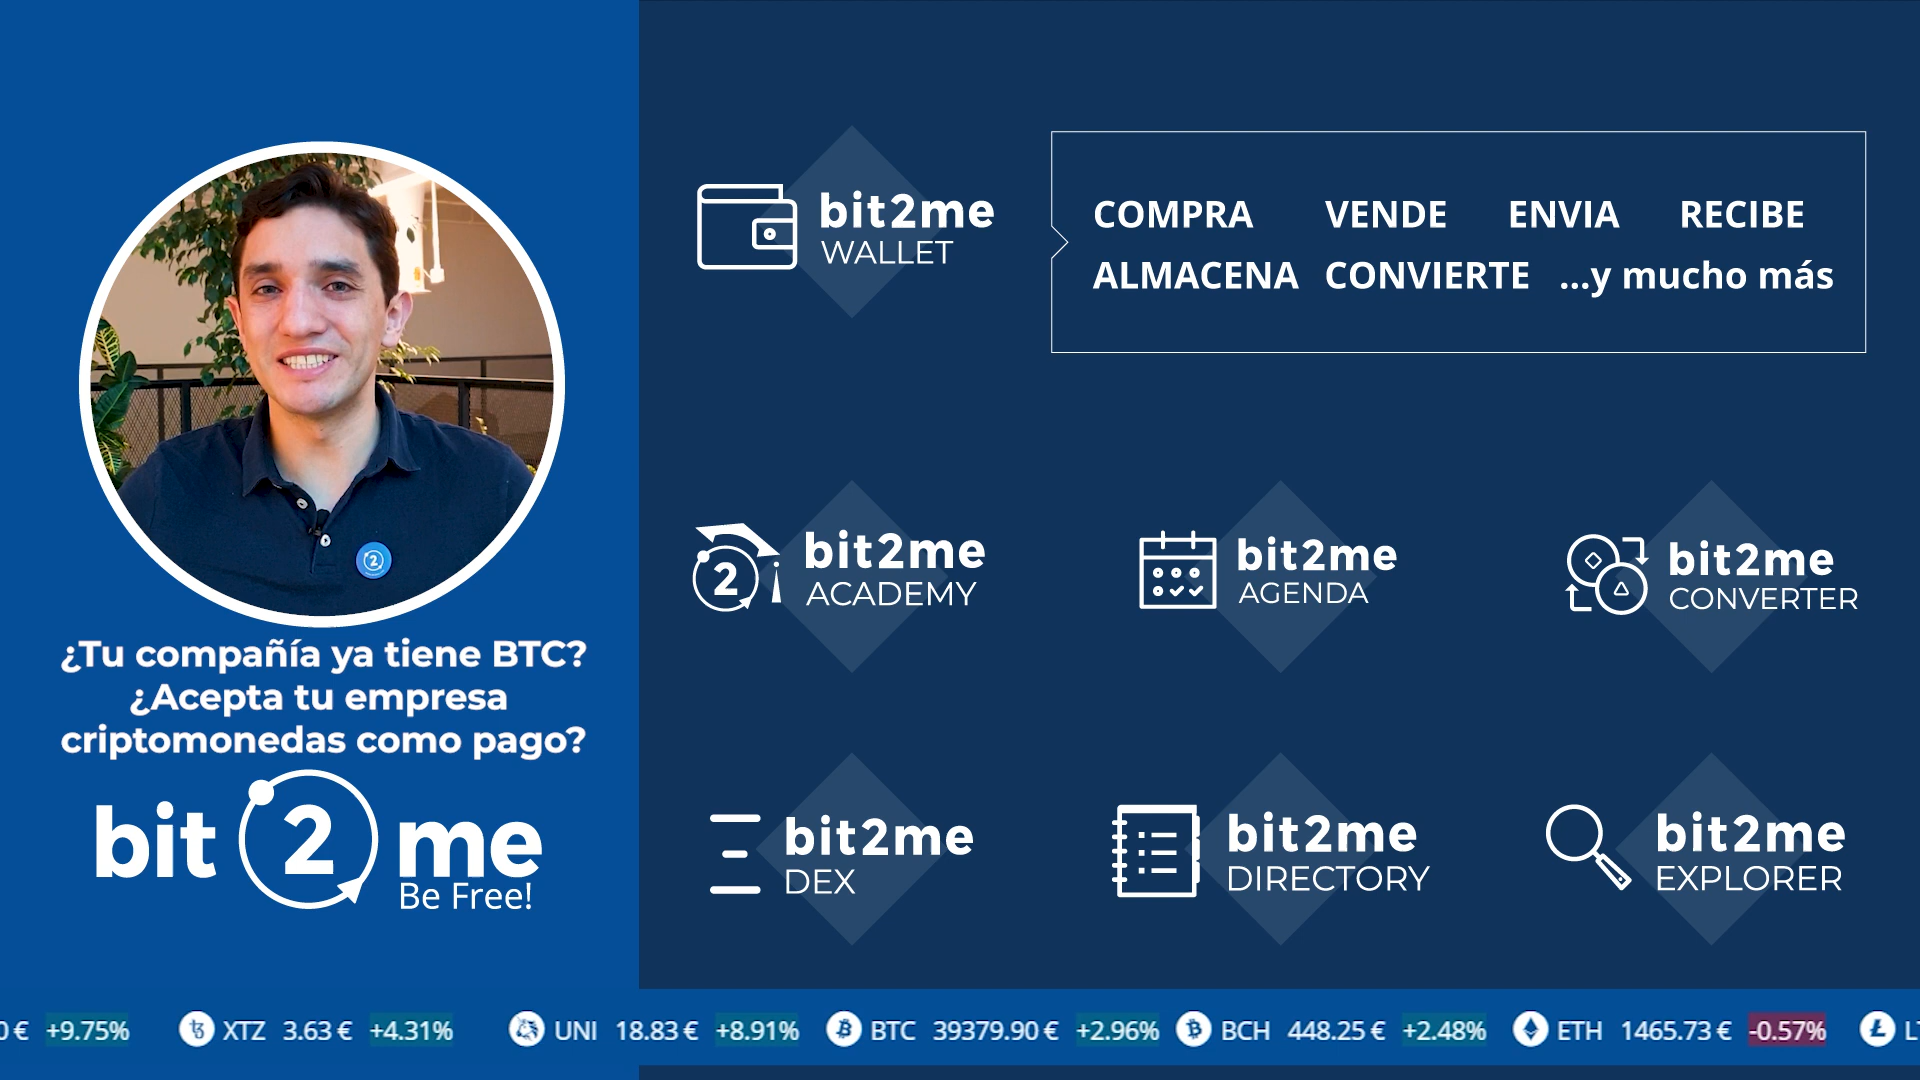 ¿Tu compañía ya tiene BTC?
¿Acepta tu empresa
criptomonedas como pago?
bit 2 me
Be Free!
bit2me
WALLET
COMPRA VENDE ENVIA RECIBE
ALMACENA CONVIERTE ...y mucho más
2
bit2me
ACADEMY
bit2me
AGENDA
bit2me
CONVERTER
bit2me
DEX
bit2me
DIRECTORY
bit2me
EXPLORER
2
0 € +9.75% XTZ 3.63 € +4.31% UNI 18.83 € +8.91% BTC 39379.90 € +2.96% BCH 448.25 € +2.48% ETH 1465.73 € -0.57%